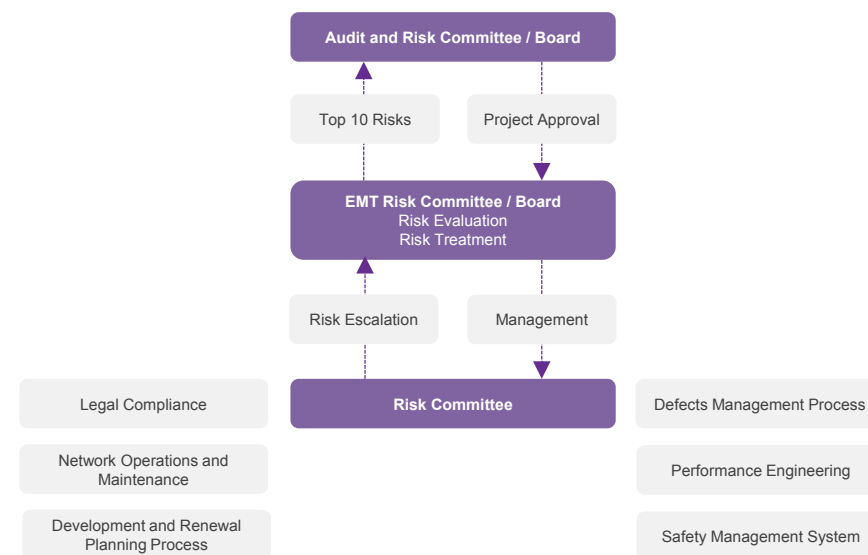 Audit and Risk Committee / Board
Top 10 Risks
Project Approval
EMT Risk Committee / Board
Risk Evaluation
Risk Treatment
Risk Escalation
Management
Legal Compliance
Risk Committee
Defects Management Process
Network Operations and
Maintenance
Performance Engineering
Development and Renewal
Planning Process
Safety Management System